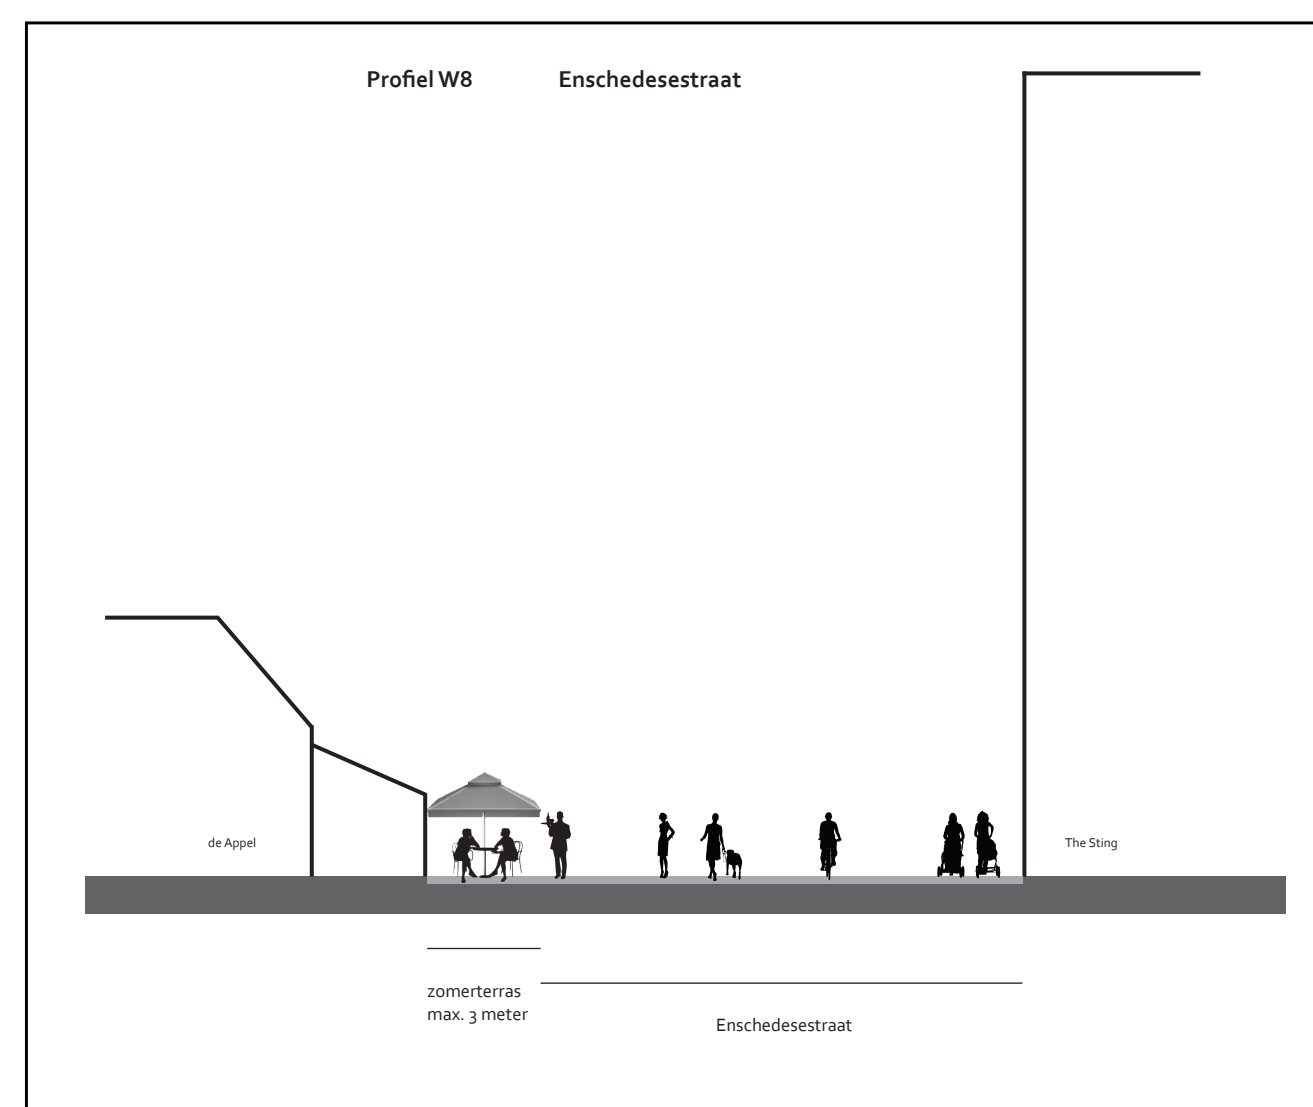 Profiel W8 Enschedesestraat
de Appel
The Sting
zomerterras
max. 3 meter
Enschedesestraat